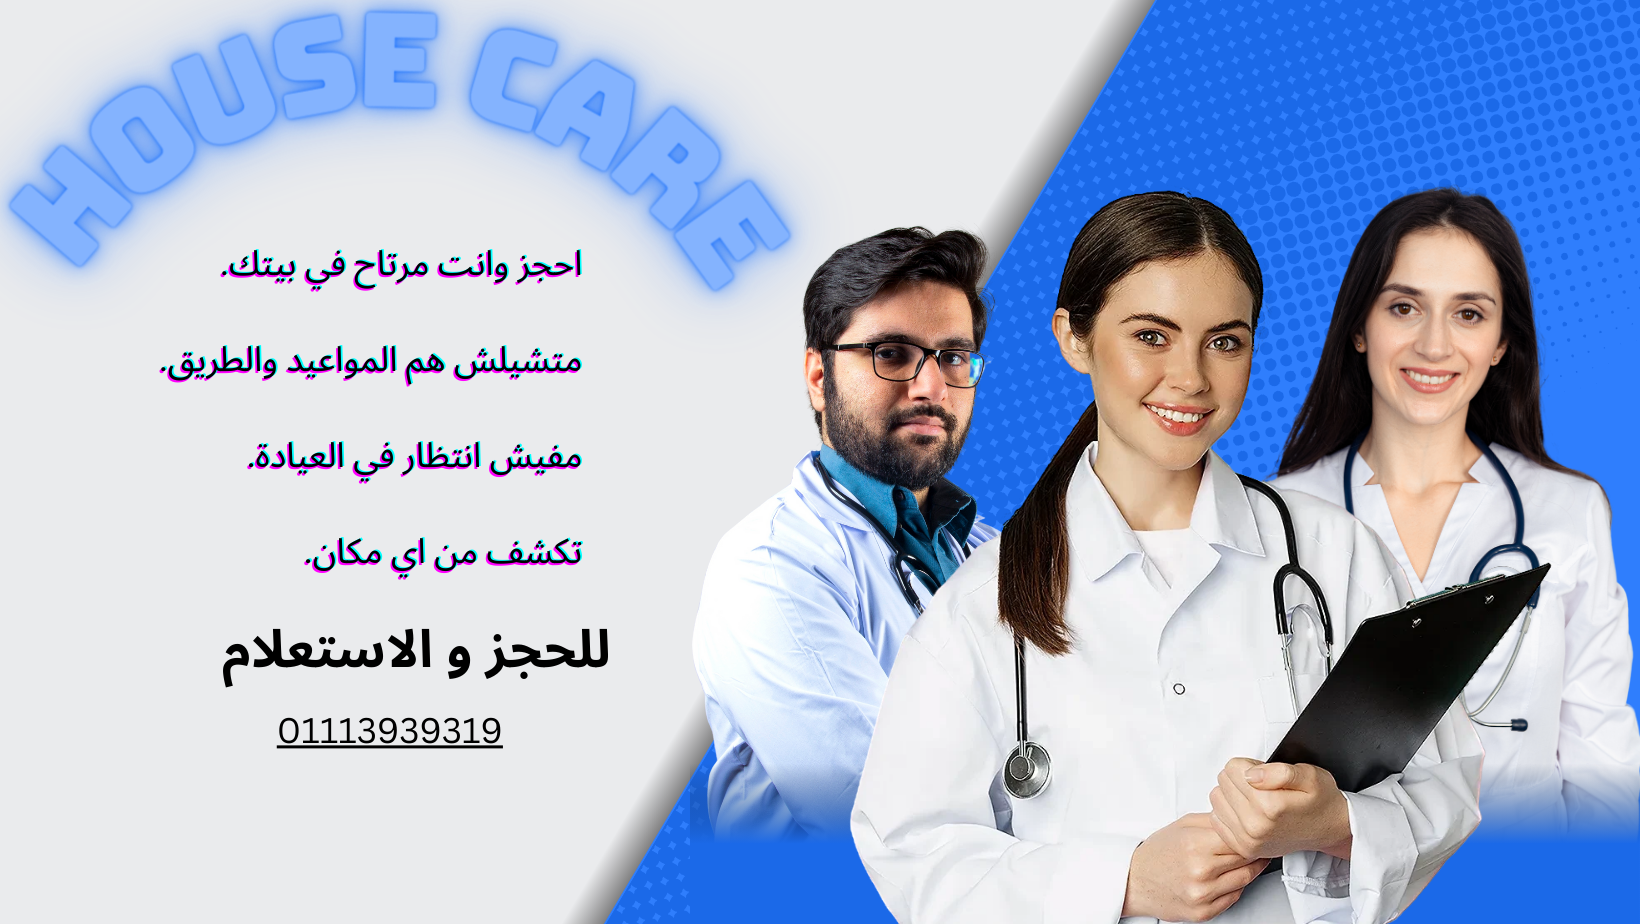 HOUSE CARE
احجز وانت مرتاح في بيتك.
متشيلش هم المواعيد والطريق.
مفيش انتظار في العيادة.
تكشف من اي مكان.
للحجز و الاستعلام
01113939319